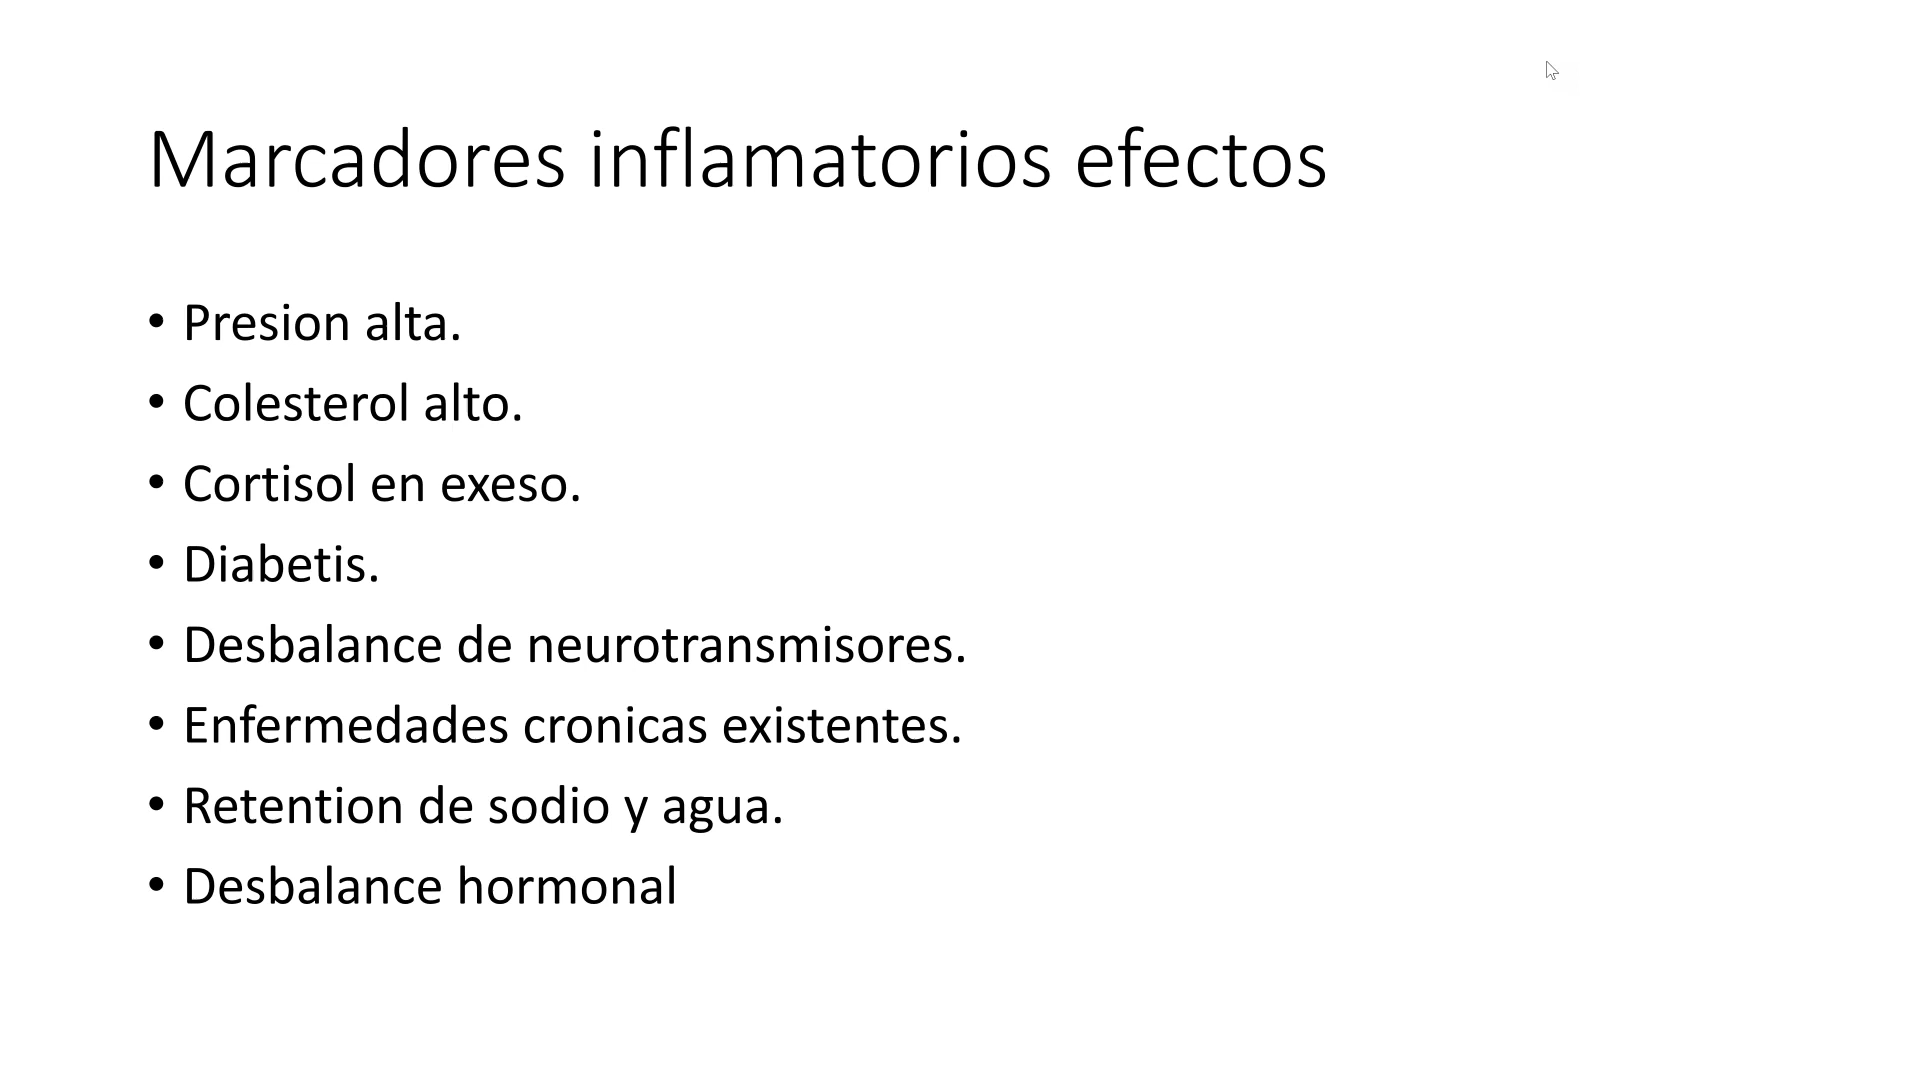 Marcadores inflamatorios efectos
• Presion alta.
• Colesterol alto.
• Cortisol en exeso.
• Diabetis.
• Desbalance de neurotransmisores.
• Enfermedades cronicas existentes.
• Retention de sodio y agua.
• Desbalance hormonal